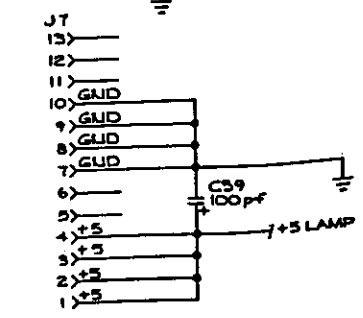 J7
13
12
11
10 GND
9 GND
8 GND
7 GND
6
5
C59
100pf
+
4 +5
+5 LAMP
3 +5
2 +5
1 +5